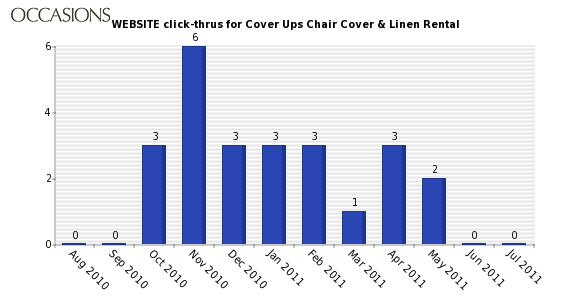 OCCASIONS
WEBSITE click-thrus for Cover Ups Chair Cover & Linen Rental
6
4
2
0
0 0 3 6 3 3 3 1 3 2 0 0
Aug 2010 Sep 2010 Oct 2010 Nov 2010 Dec 2010 Jan 2011 Feb 2011 Mar 2011 Apr 2011 May 2011 Jun 2011 Jul 2011